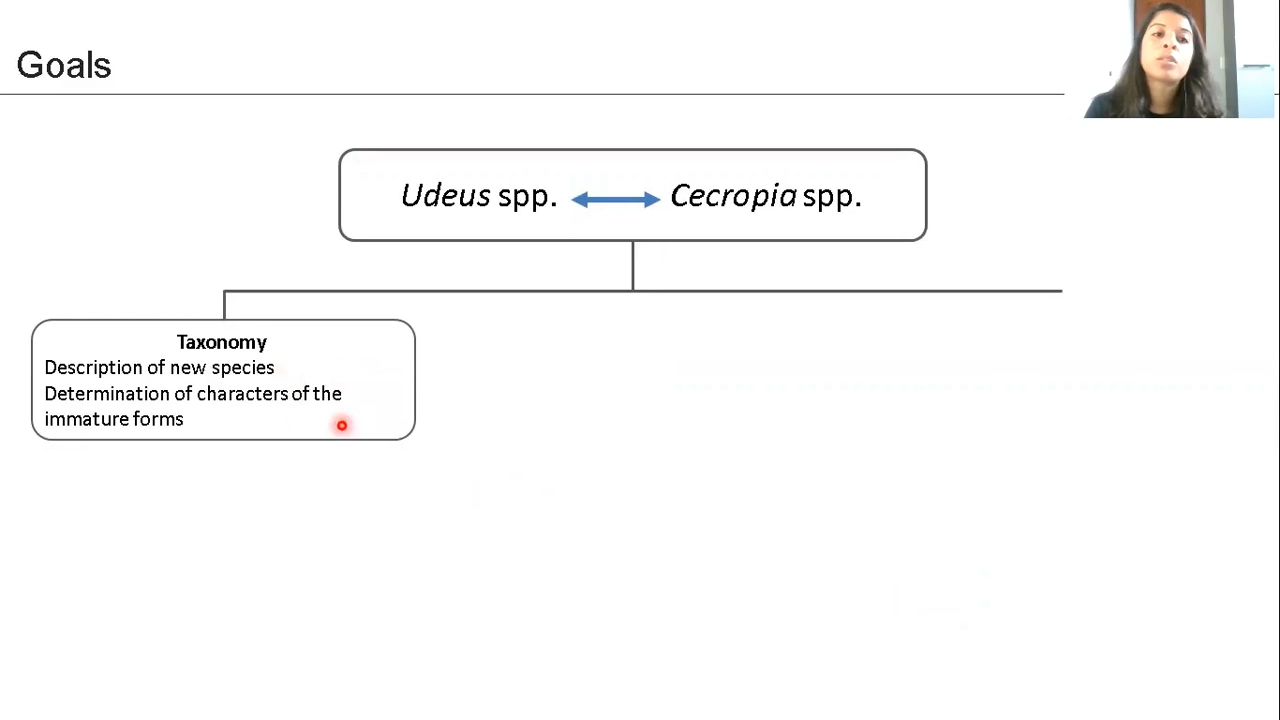 Goals
Udeus spp. Cecropia spp.
Taxonomy
Description of new species
Determination of characters of the
immature forms